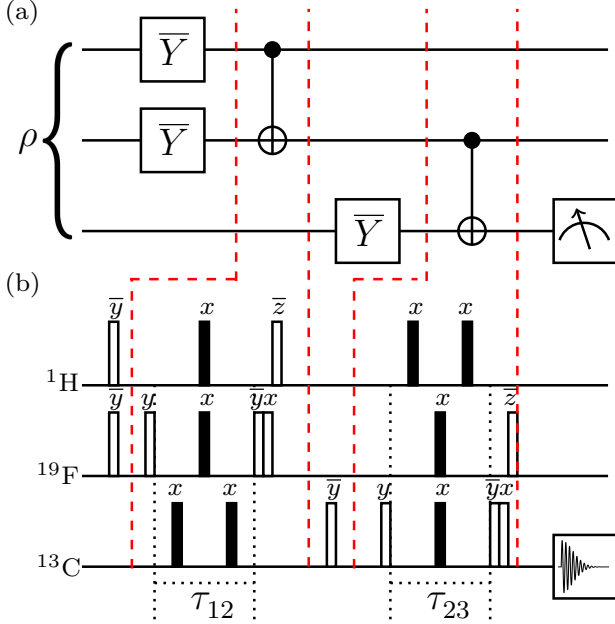 (a)
Y̅
ρ
Y̅
Y̅
(b)
y̅ x z̅ x x
¹H
y̅ y x y̅x x z̅
¹⁹F
x x y̅ y x y̅x
¹³C
τ₁₂ τ₂₃